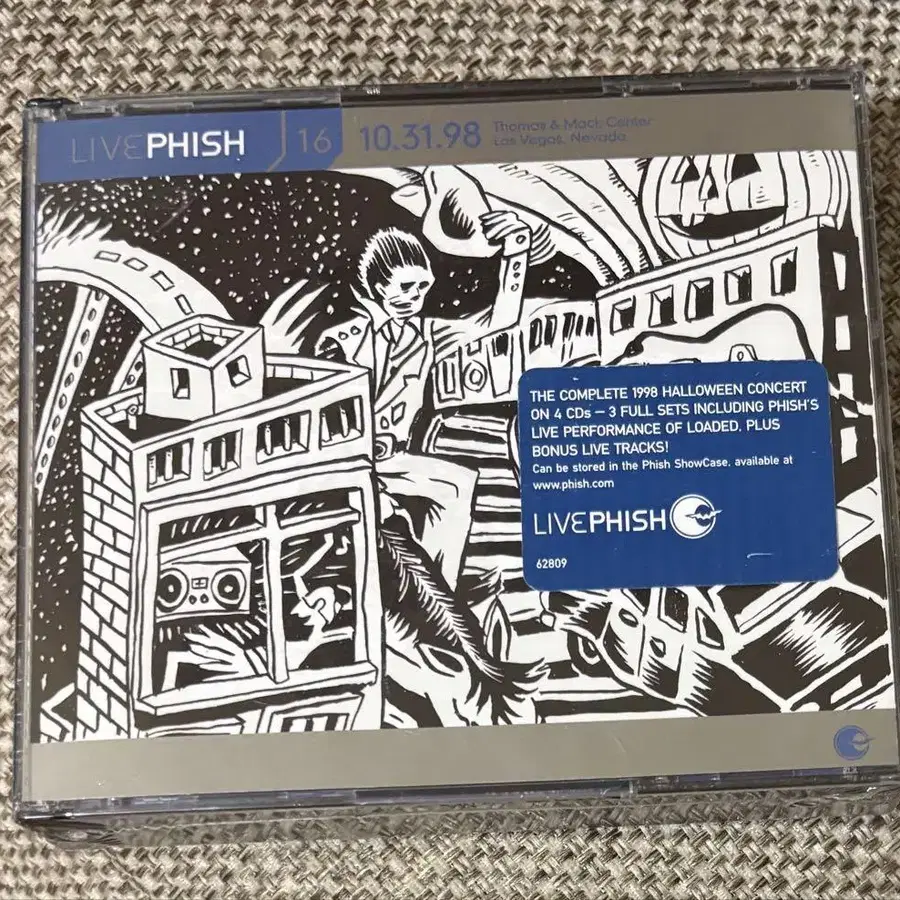 LIVEPHISH 16 10.31.98 Thomas & Mack Center
Las Vegas, Nevada
THE COMPLETE 1998 HALLOWEEN CONCERT
ON 4 CDs – 3 FULL SETS INCLUDING PHISH'S
LIVE PERFORMANCE OF LOADED, PLUS
BONUS LIVE TRACKS!
Can be stored in the Phish ShowCase, available at
www.phish.com
LIVEPHISH
62809